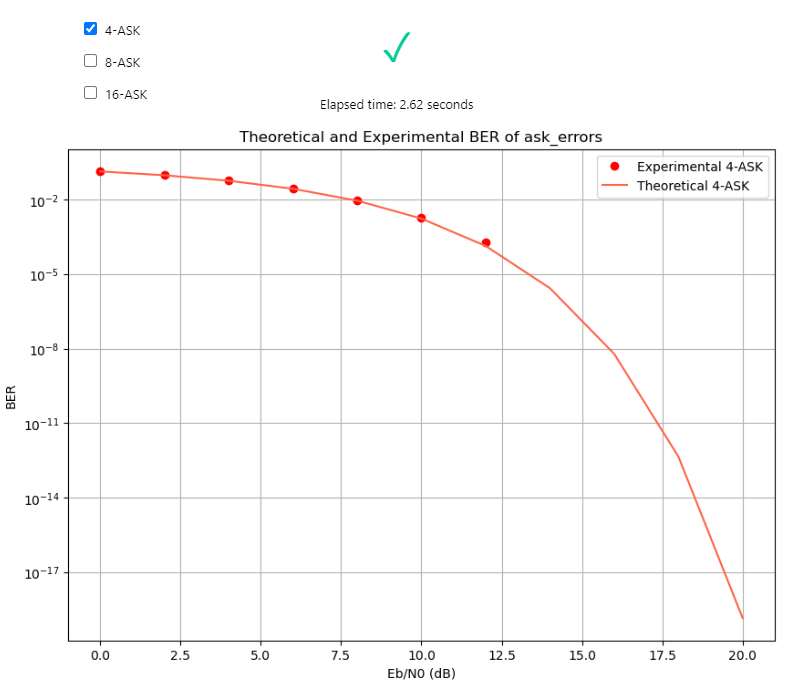 4-ASK
8-ASK
16-ASK
✓
Elapsed time: 2.62 seconds
Theoretical and Experimental BER of ask_errors
Experimental 4-ASK
Theoretical 4-ASK
10⁻²
10⁻⁵
10⁻⁸
10⁻¹¹
10⁻¹⁴
10⁻¹⁷
BER
0.0 2.5 5.0 7.5 10.0 12.5 15.0 17.5 20.0
Eb/N0 (dB)